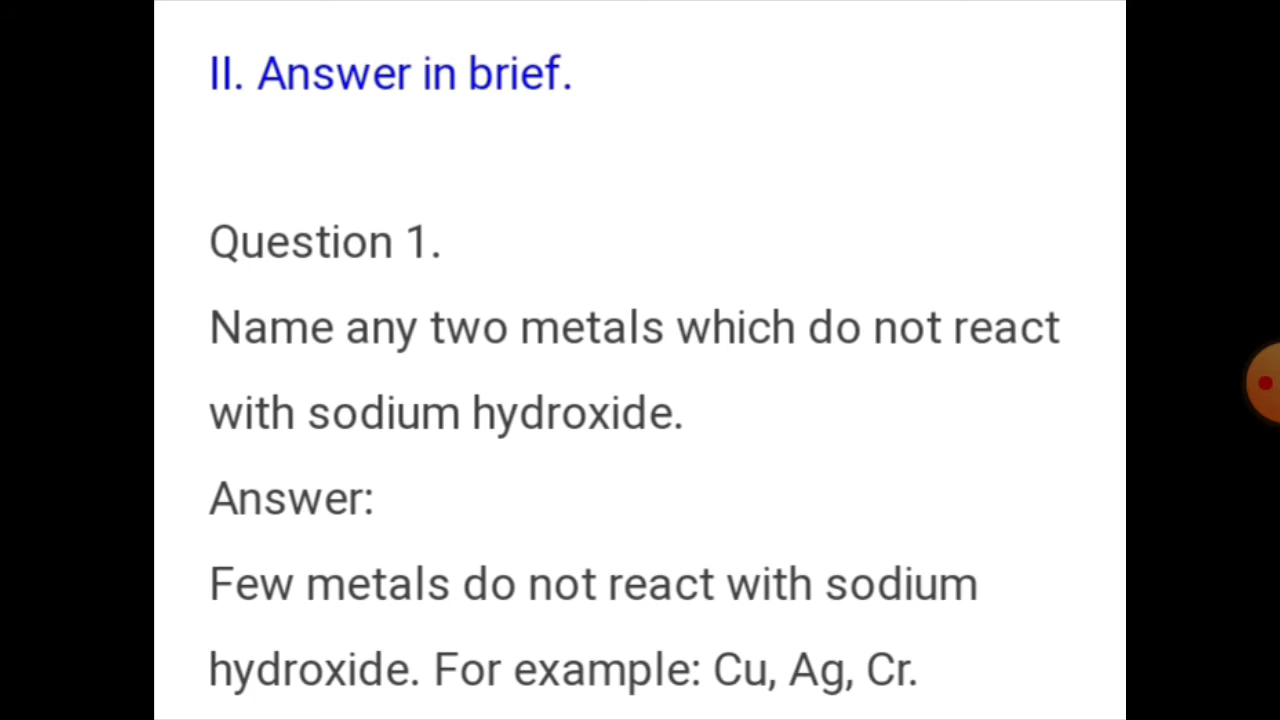 II. Answer in brief.
Question 1.
Name any two metals which do not react
with sodium hydroxide.
Answer:
Few metals do not react with sodium
hydroxide. For example: Cu, Ag, Cr.